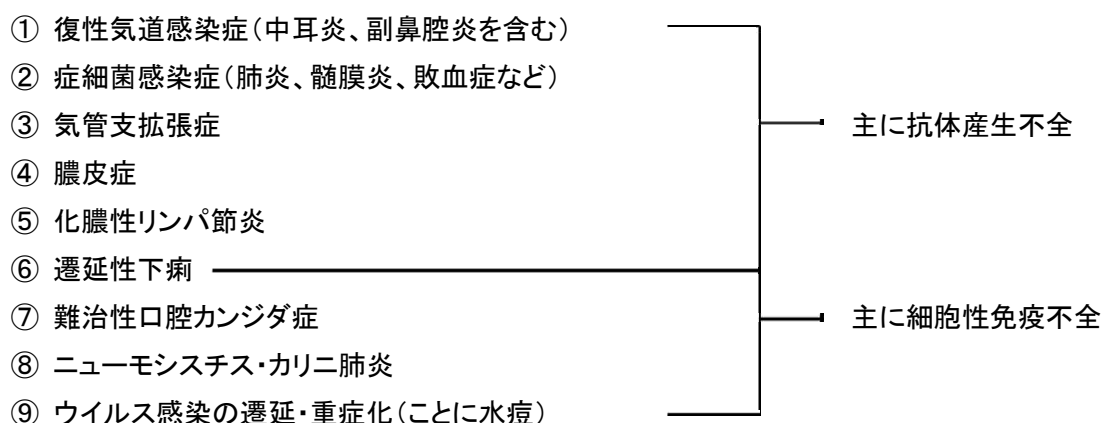 ① 復性気道感染症（中耳炎、副鼻腔炎を含む）
② 症細菌感染症（肺炎、髄膜炎、敗血症など）
③ 気管支拡張症
主に抗体産生不全
④ 膿皮症
⑤ 化膿性リンパ節炎
⑥ 遷延性下痢
⑦ 難治性口腔カンジダ症
主に細胞性免疫不全
⑧ ニューモシスチス・カリニ肺炎
⑨ ウイルス感染の遷延・重症化（ことに水痘）